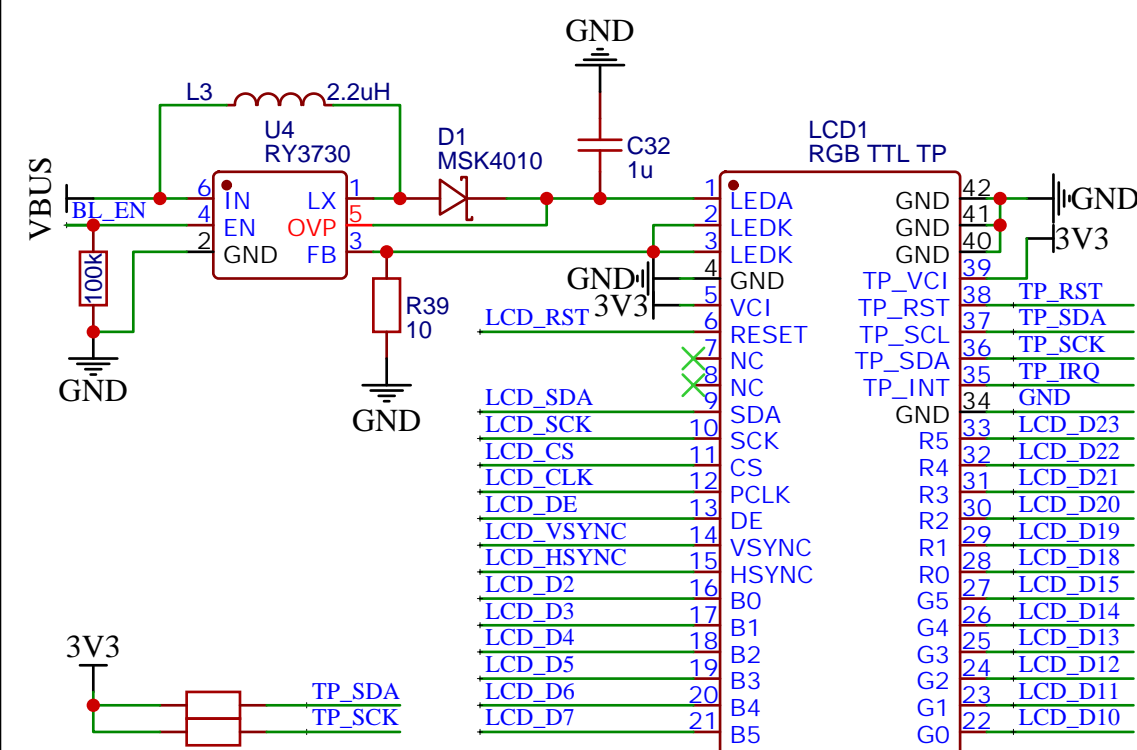 GND
L3 2.2uH
U4
RY3730
D1
MSK4010
C32
1u
LCD1
RGB TTL TP
VBUS
BL_EN
6 IN LX 1
4 EN OVP 5
2 GND FB 3
100k
GND
R39
10
GND
1 LEDA GND 42 GND
2 LEDK GND 41
3 LEDK GND 40 3V3
GND 4 GND TP_VCI 39
3V3 5 VCI TP_RST 38 TP_RST
LCD_RST 6 RESET TP_SCL 37 TP_SDA
7 NC TP_SDA 36 TP_SCK
8 NC TP_INT 35 TP_IRQ
LCD_SDA 9 SDA GND 34 GND
LCD_SCK 10 SCK R5 33 LCD_D23
LCD_CS 11 CS R4 32 LCD_D22
LCD_CLK 12 PCLK R3 31 LCD_D21
LCD_DE 13 DE R2 30 LCD_D20
LCD_VSYNC 14 VSYNC R1 29 LCD_D19
LCD_HSYNC 15 HSYNC R0 28 LCD_D18
LCD_D2 16 B0 G5 27 LCD_D15
LCD_D3 17 B1 G4 26 LCD_D14
LCD_D4 18 B2 G3 25 LCD_D13
LCD_D5 19 B3 G2 24 LCD_D12
LCD_D6 20 B4 G1 23 LCD_D11
LCD_D7 21 B5 G0 22 LCD_D10
3V3
TP_SDA
TP_SCK